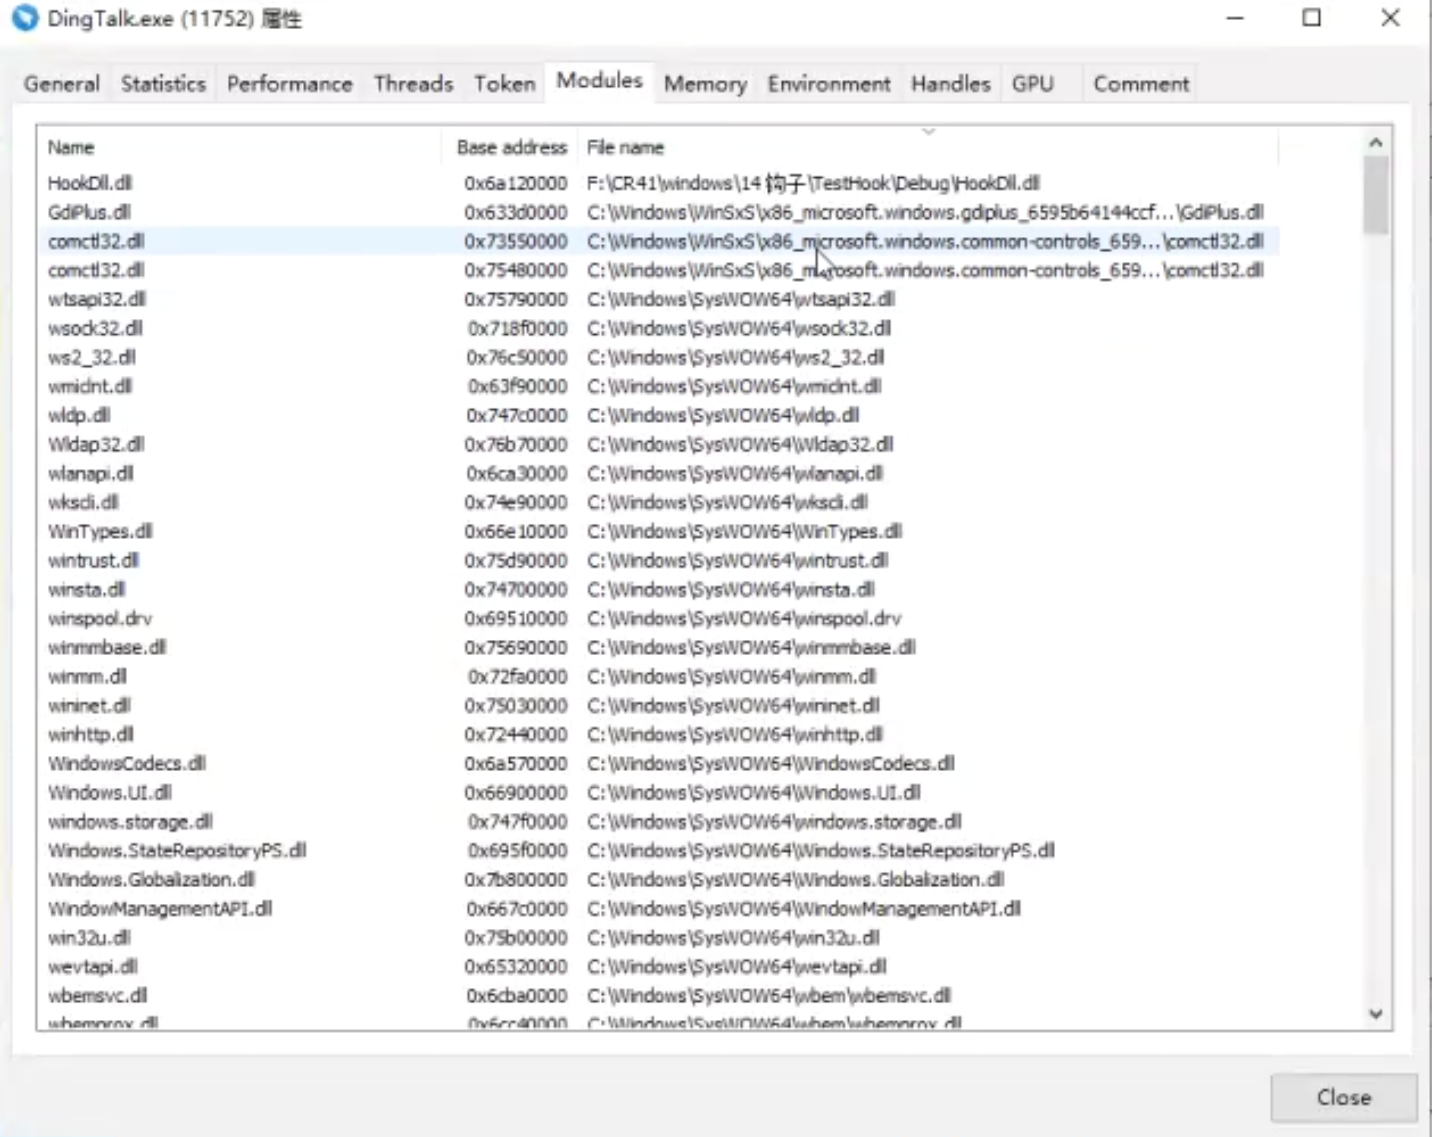 DingTalk.exe (11752) 属性
General Statistics Performance Threads Token Modules Memory Environment Handles GPU Comment
Name Base address File name
HookDll.dll 0x6a120000 F:\CR41\windows\14 钩子\TestHook\Debug\HookDll.dll
GdiPlus.dll 0x633d0000 C:\Windows\WinSxS\x86_microsoft.windows.gdiplus_6595b64144ccf...\GdiPlus.dll
comctl32.dll 0x73550000 C:\Windows\WinSxS\x86_microsoft.windows.common-controls_659...\comctl32.dll
comctl32.dll 0x75480000 C:\Windows\WinSxS\x86_microsoft.windows.common-controls_659...\comctl32.dll
wtsapi32.dll 0x75790000 C:\Windows\SysWOW64\wtsapi32.dll
wsock32.dll 0x718f0000 C:\Windows\SysWOW64\wsock32.dll
ws2_32.dll 0x76c50000 C:\Windows\SysWOW64\ws2_32.dll
wmiclnt.dll 0x63f90000 C:\Windows\SysWOW64\wmiclnt.dll
wldp.dll 0x747c0000 C:\Windows\SysWOW64\wldp.dll
Wldap32.dll 0x76b70000 C:\Windows\SysWOW64\Wldap32.dll
wlanapi.dll 0x6ca30000 C:\Windows\SysWOW64\wlanapi.dll
wkscli.dll 0x74e90000 C:\Windows\SysWOW64\wkscli.dll
WinTypes.dll 0x66e10000 C:\Windows\SysWOW64\WinTypes.dll
wintrust.dll 0x75d90000 C:\Windows\SysWOW64\wintrust.dll
winsta.dll 0x74700000 C:\Windows\SysWOW64\winsta.dll
winspool.drv 0x69510000 C:\Windows\SysWOW64\winspool.drv
winmmbase.dll 0x75690000 C:\Windows\SysWOW64\winmmbase.dll
winmm.dll 0x72fa0000 C:\Windows\SysWOW64\winmm.dll
wininet.dll 0x75030000 C:\Windows\SysWOW64\wininet.dll
winhttp.dll 0x72440000 C:\Windows\SysWOW64\winhttp.dll
WindowsCodecs.dll 0x6a570000 C:\Windows\SysWOW64\WindowsCodecs.dll
Windows.UI.dll 0x66900000 C:\Windows\SysWOW64\Windows.UI.dll
windows.storage.dll 0x747f0000 C:\Windows\SysWOW64\windows.storage.dll
Windows.StateRepositoryPS.dll 0x695f0000 C:\Windows\SysWOW64\Windows.StateRepositoryPS.dll
Windows.Globalization.dll 0x7b800000 C:\Windows\SysWOW64\Windows.Globalization.dll
WindowManagementAPI.dll 0x667c0000 C:\Windows\SysWOW64\WindowManagementAPI.dll
win32u.dll 0x75b00000 C:\Windows\SysWOW64\win32u.dll
wevtapi.dll 0x65320000 C:\Windows\SysWOW64\wevtapi.dll
wbemsvc.dll 0x6cba0000 C:\Windows\SysWOW64\wbem\wbemsvc.dll
wbemprox.dll 0x6cc40000 C:\Windows\SysWOW64\wbem\wbemprox.dll
Close